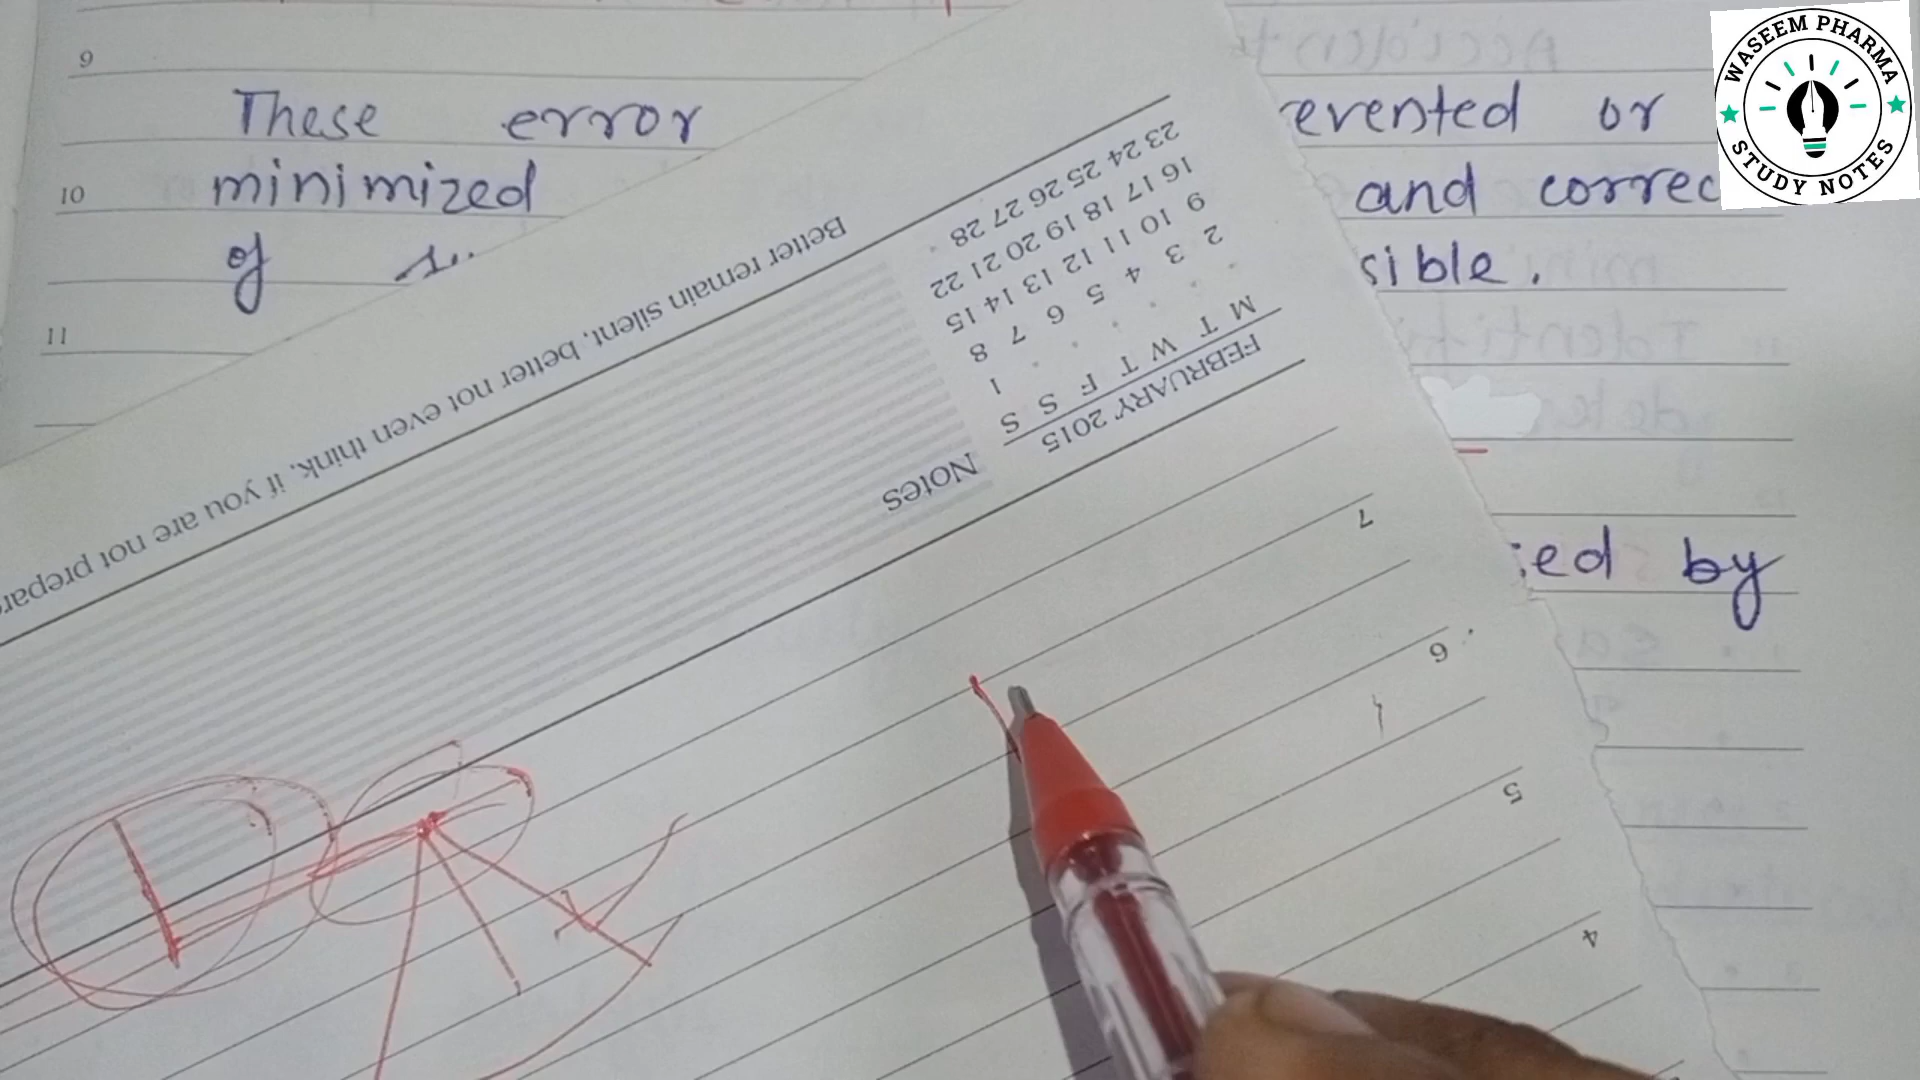 WASEEM PHARMA
STUDY NOTES
9
These error evented or
10
minimized and correc
of sible.
11
ed by
Better remain silent, better not even think, if you are not prepar
Notes
FEBRUARY 2015
M T W T F S S
1
2 3 4 5 6 7 8
9 10 11 12 13 14 15
16 17 18 19 20 21 22
23 24 25 26 27 28
7
6
5
4